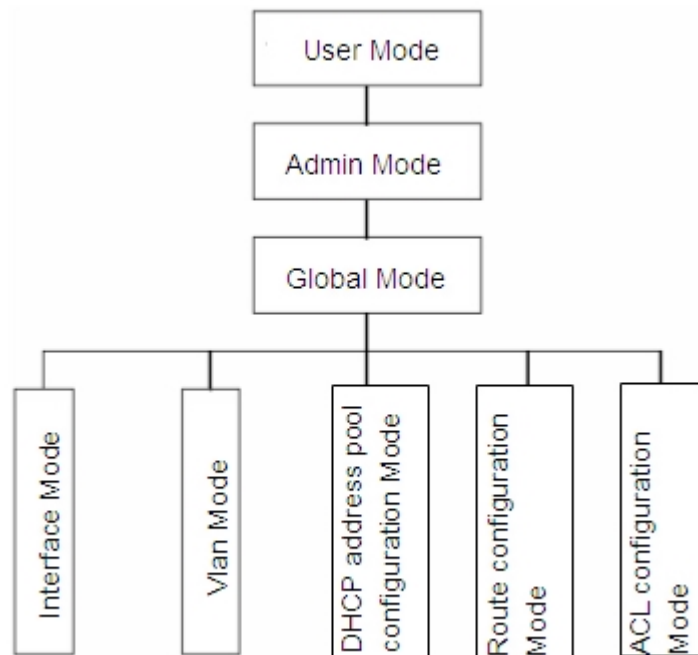 User Mode
Admin Mode
Global Mode
Interface Mode
Vlan Mode
DHCP address pool
configuration Mode
Route configuration
Mode
ACL configuration
Mode